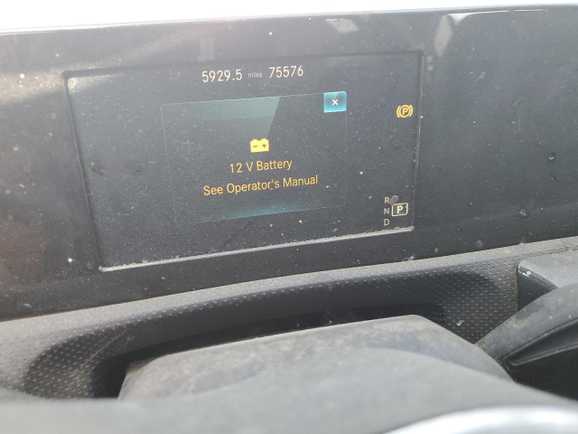 5929.5 miles 75576
×
(P)
12 V Battery
See Operator's Manual
R
N P
D